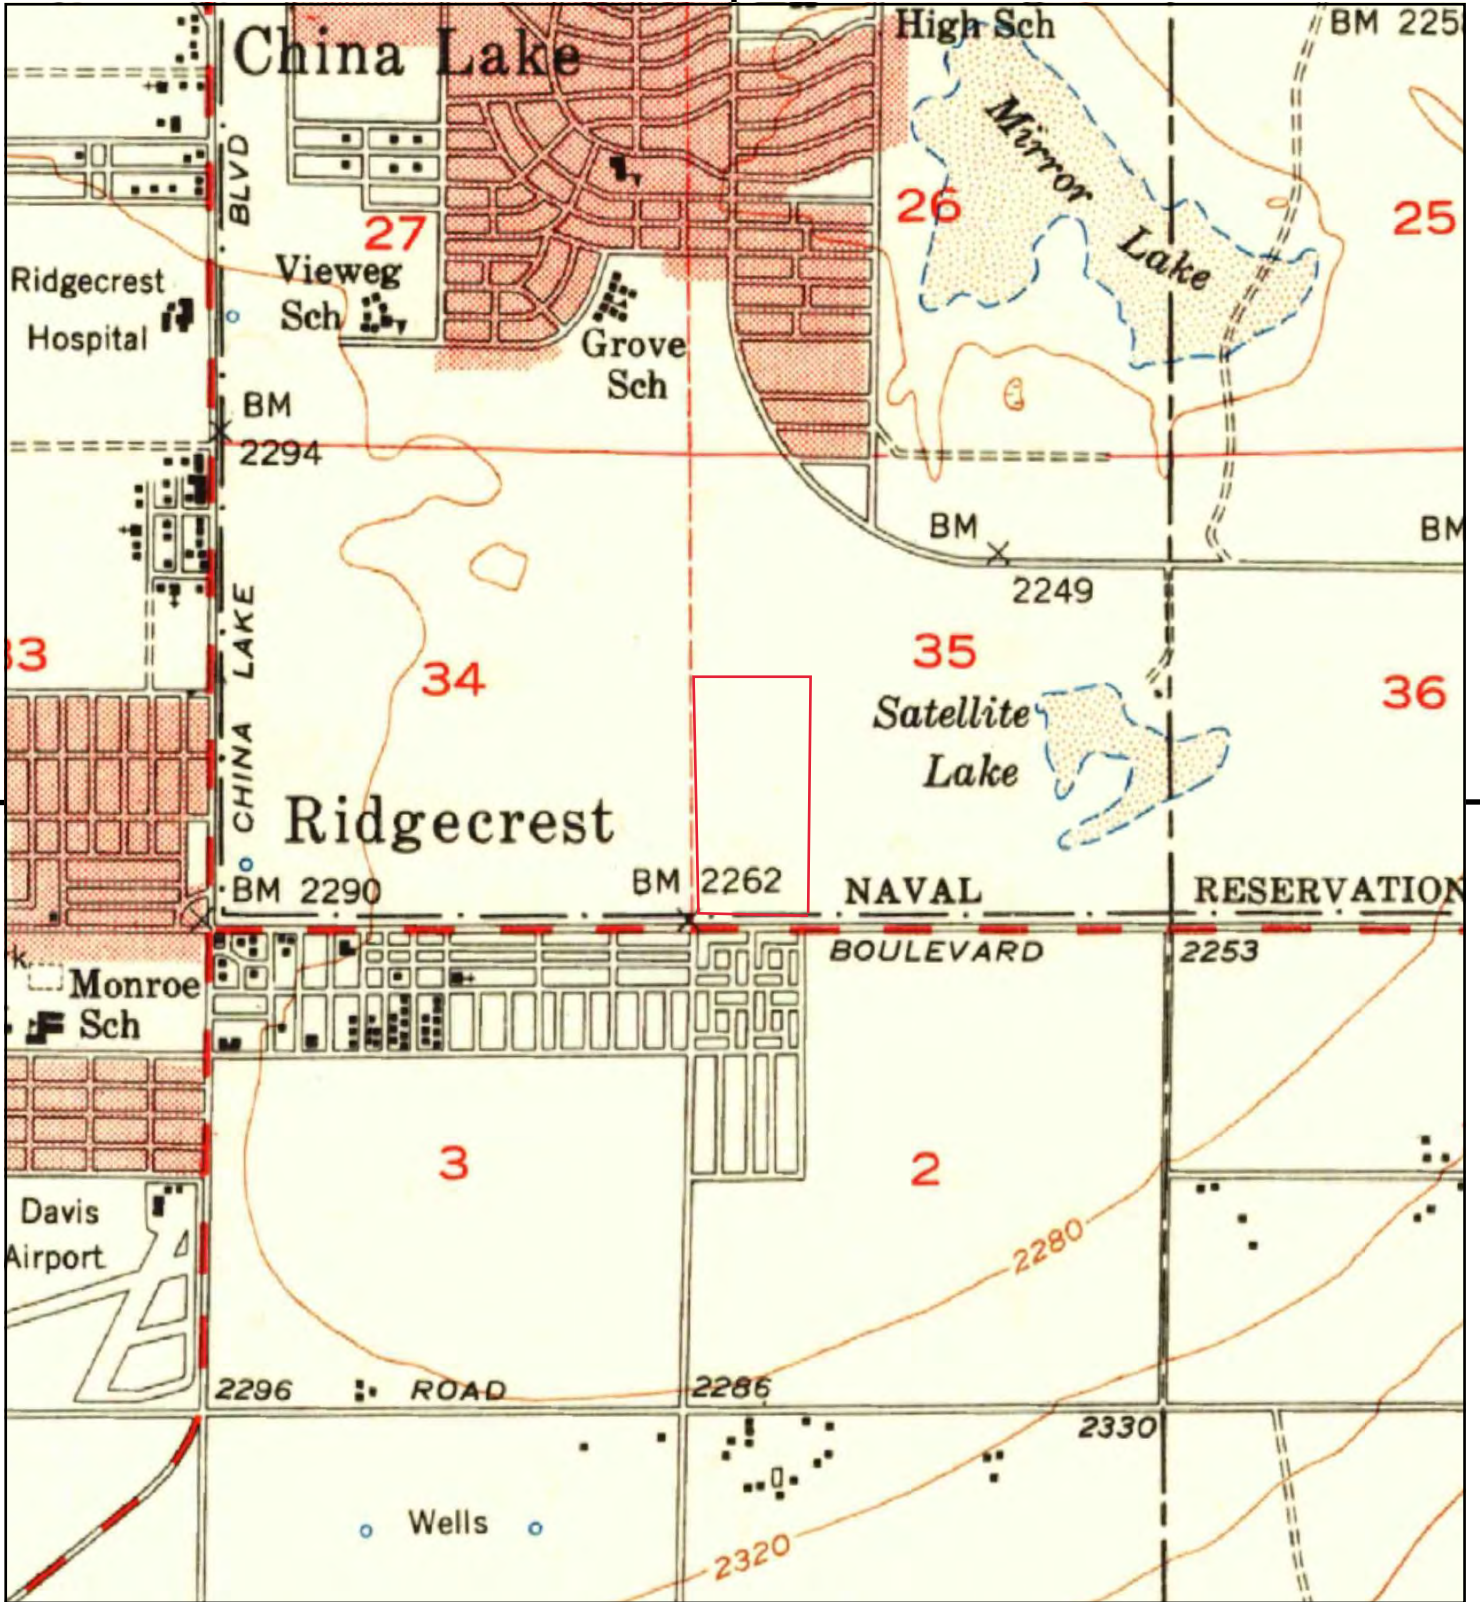 High Sch
BM 225
China Lake
Mirror
Lake
BLVD
27
26
25
Vieweg
Sch
Ridgecrest
Hospital
Grove
Sch
BM
2294
BM
BM
2249
CHINA LAKE
33
34
35
36
Satellite
Lake
Ridgecrest
BM 2290
BM 2262
NAVAL RESERVATION
BOULEVARD
2253
Monroe
Sch
3
2
Davis
Airport
2280
2296
ROAD
2286
2330
Wells
2320